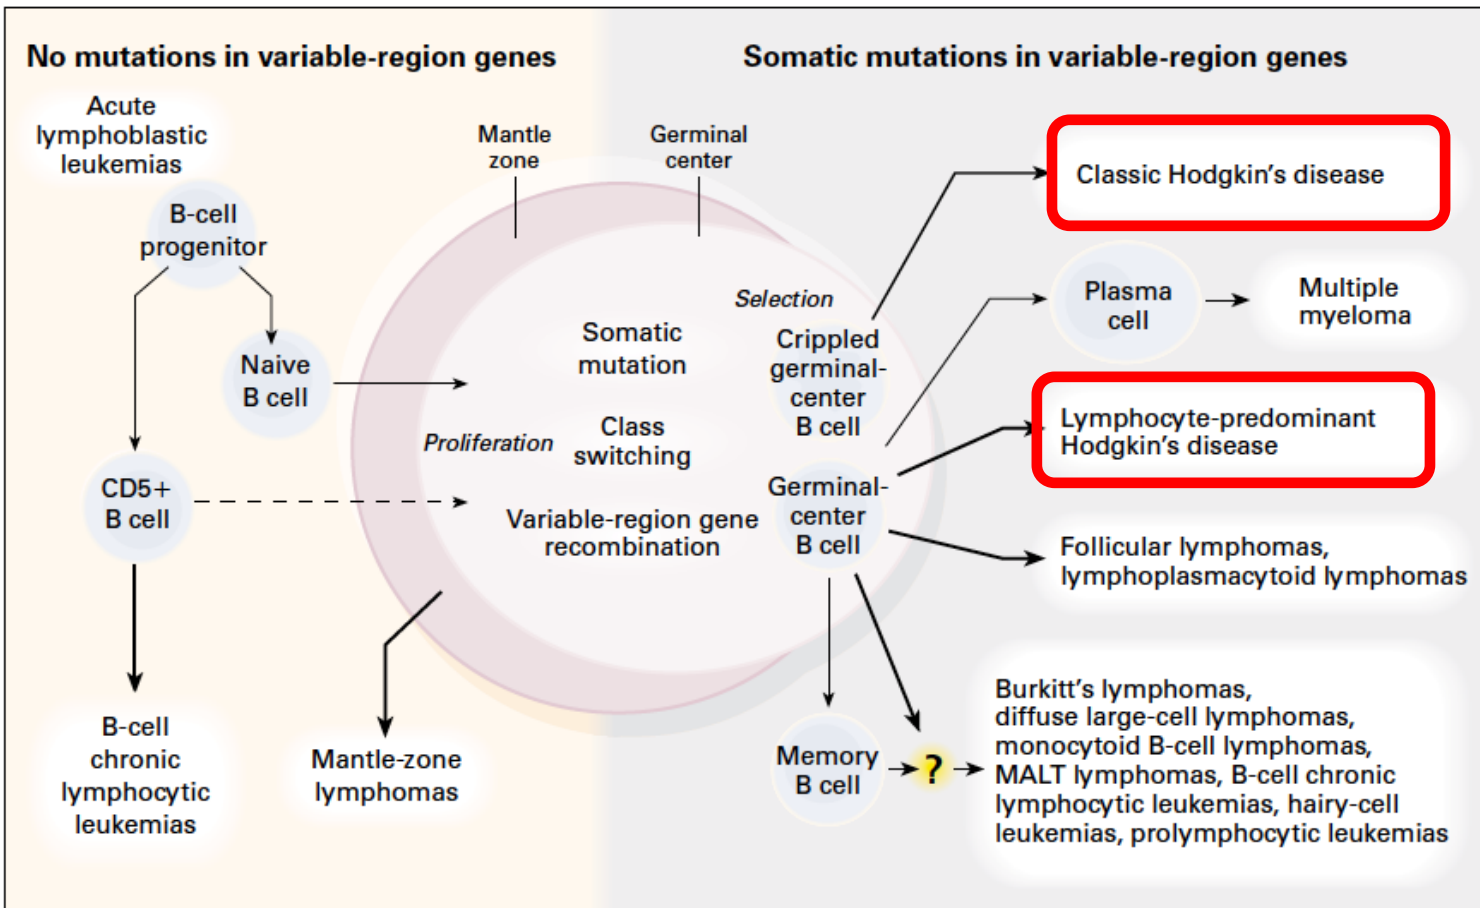 No mutations in variable-region genes
Somatic mutations in variable-region genes
Acute
lymphoblastic
leukemias
B-cell
progenitor
Naive
B cell
CD5+
B cell
B-cell
chronic
lymphocytic
leukemias
Mantle-zone
lymphomas
Mantle
zone
Germinal
center
Proliferation
Somatic
mutation
Class
switching
Variable-region gene
recombination
Selection
Crippled
germinal-
center
B cell
Germinal-
center
B cell
Memory
B cell
?
Classic Hodgkin’s disease
Plasma
cell
Multiple
myeloma
Lymphocyte-predominant
Hodgkin’s disease
Follicular lymphomas,
lymphoplasmacytoid lymphomas
Burkitt’s lymphomas,
diffuse large-cell lymphomas,
monocytoid B-cell lymphomas,
MALT lymphomas, B-cell chronic
lymphocytic leukemias, hairy-cell
leukemias, prolymphocytic leukemias